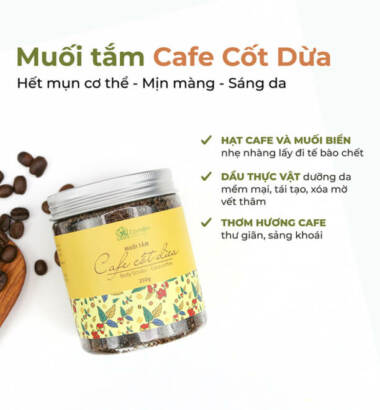 Muối tắm Cafe Cốt Dừa
Hết mụn cơ thể - Mịn màng - Sáng da
HẠT CAFE VÀ MUỐI BIỂN
nhẹ nhàng lấy đi tế bào chết
DẦU THỰC VẬT dưỡng da
mềm mại, tái tạo, xóa mờ
vết thâm
THƠM HƯƠNG CAFE
thư giãn, sảng khoái
MUỐI TẮM
Cafe cốt dừa